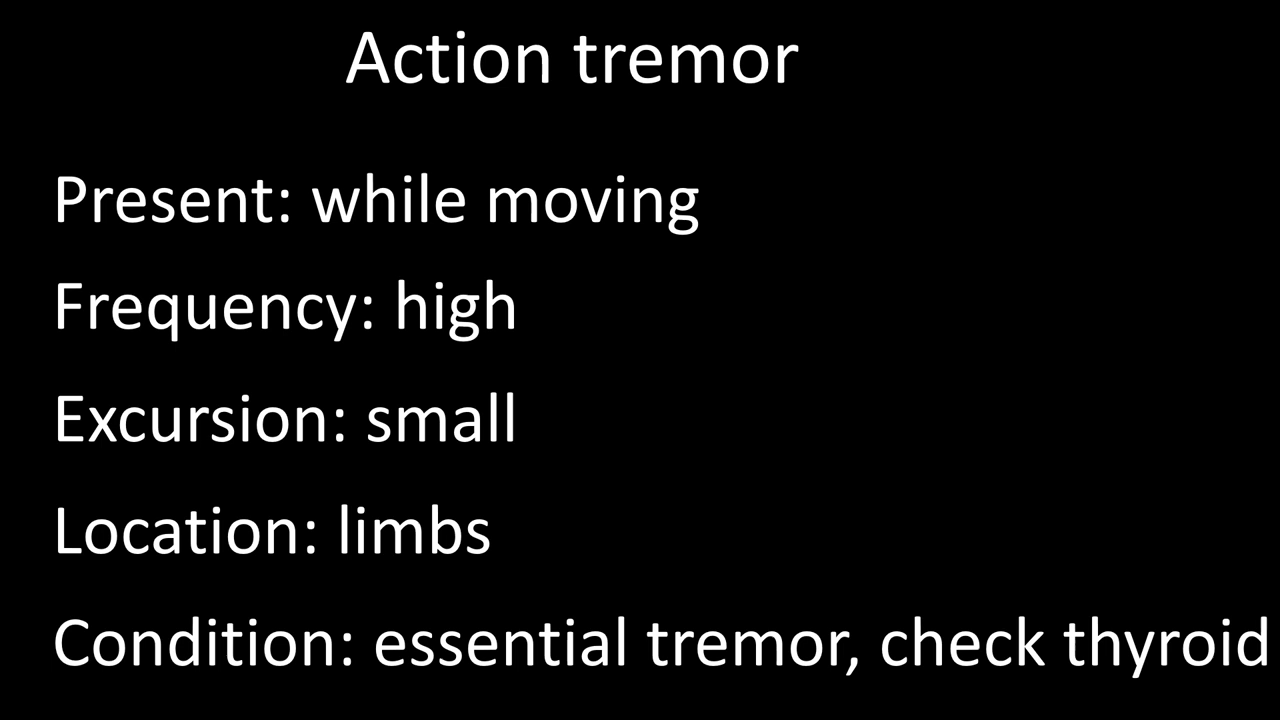 Action tremor
Present: while moving
Frequency: high
Excursion: small
Location: limbs
Condition: essential tremor, check thyroid